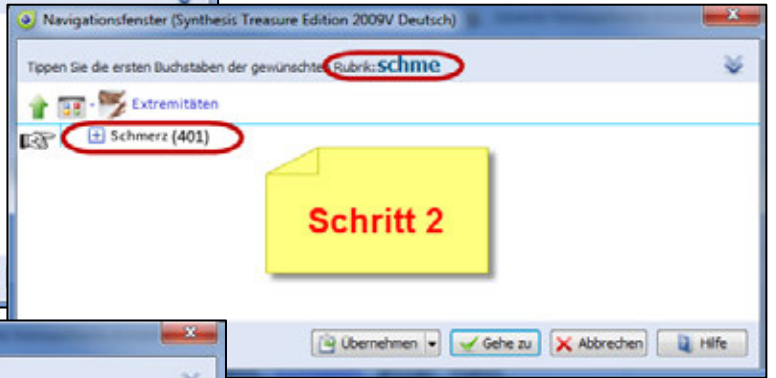 Navigationsfenster (Synthesis Treasure Edition 2009V Deutsch)
Tippen Sie die ersten Buchstaben der gewünschten Rubrik: schme
Extremitäten
Schmerz (401)
Schritt 2
Übernehmen
Gehe zu
Abbrechen
Hilfe